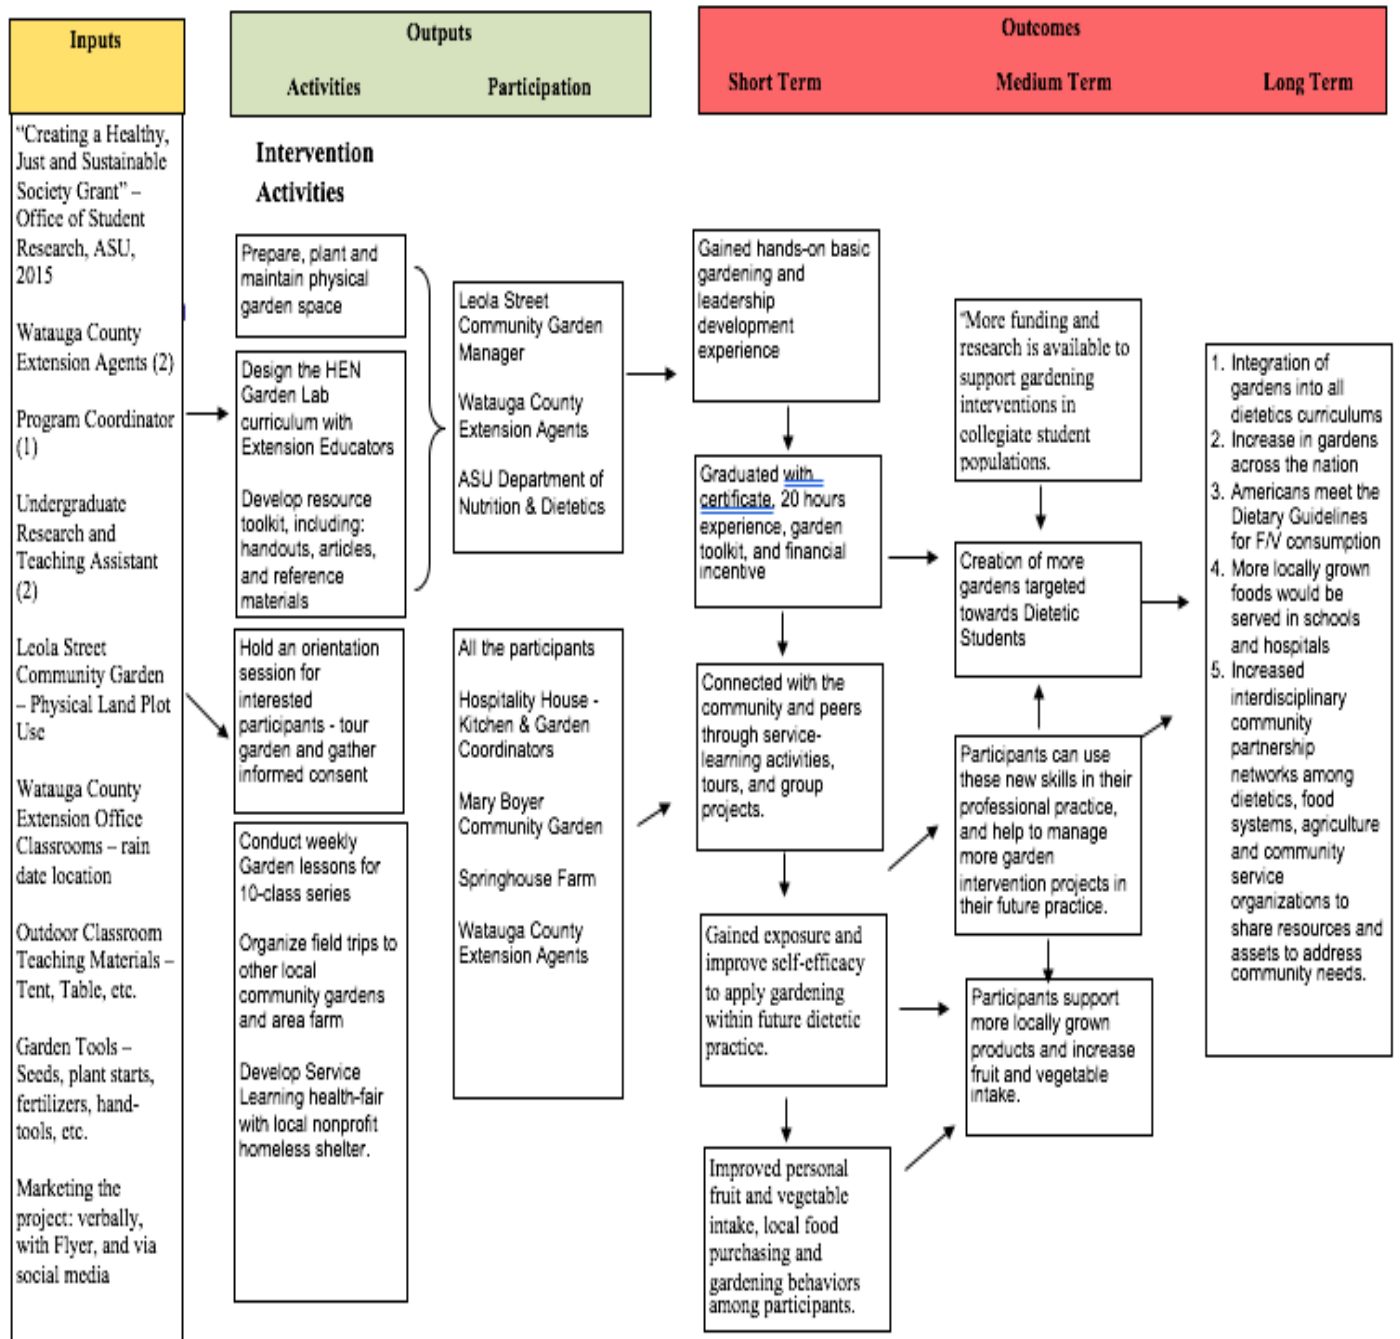 Inputs
Outputs
Activities
Participation
Outcomes
Short Term
Medium Term
Long Term
“Creating a Healthy,
Just and Sustainable
Society Grant” –
Office of Student
Research, ASU,
2015
Watauga County
Extension Agents (2)
Program Coordinator
(1)
Undergraduate
Research and
Teaching Assistant
(2)
Leola Street
Community Garden
– Physical Land Plot
Use
Watauga County
Extension Office
Classrooms – rain
date location
Outdoor Classroom
Teaching Materials –
Tent, Table, etc.
Garden Tools –
Seeds, plant starts,
fertilizers, hand-
tools, etc.
Marketing the
project: verbally,
with Flyer, and via
social media
Intervention
Activities
Prepare, plant and
maintain physical
garden space
Design the HEN
Garden Lab
curriculum with
Extension Educators
Develop resource
toolkit, including:
handouts, articles,
and reference
materials
Hold an orientation
session for
interested
participants - tour
garden and gather
informed consent
Conduct weekly
Garden lessons for
10-class series
Organize field trips to
other local
community gardens
and area farm
Develop Service
Learning health-fair
with local nonprofit
homeless shelter.
Leola Street
Community Garden
Manager
Watauga County
Extension Agents
ASU Department of
Nutrition & Dietetics
All the participants
Hospitality House -
Kitchen & Garden
Coordinators
Mary Boyer
Community Garden
Springhouse Farm
Watauga County
Extension Agents
Gained hands-on basic
gardening and
leadership
development
experience
Graduated with
certificate, 20 hours
experience, garden
toolkit, and financial
incentive
Connected with the
community and peers
through service-
learning activities,
tours, and group
projects.
Gained exposure and
improve self-efficacy
to apply gardening
within future dietetic
practice.
Improved personal
fruit and vegetable
intake, local food
purchasing and
gardening behaviors
among participants.
“More funding and
research is available to
support gardening
interventions in
collegiate student
populations.
Creation of more
gardens targeted
towards Dietetic
Students
Participants can use
these new skills in their
professional practice,
and help to manage
more garden
intervention projects in
their future practice.
Participants support
more locally grown
products and increase
fruit and vegetable
intake.
1. Integration of
gardens into all
dietetics curriculums
2. Increase in gardens
across the nation
3. Americans meet the
Dietary Guidelines
for F/V consumption
4. More locally grown
foods would be
served in schools
and hospitals
5. Increased
interdisciplinary
community
partnership
networks among
dietetics, food
systems, agriculture
and community
service
organizations to
share resources and
assets to address
community needs.